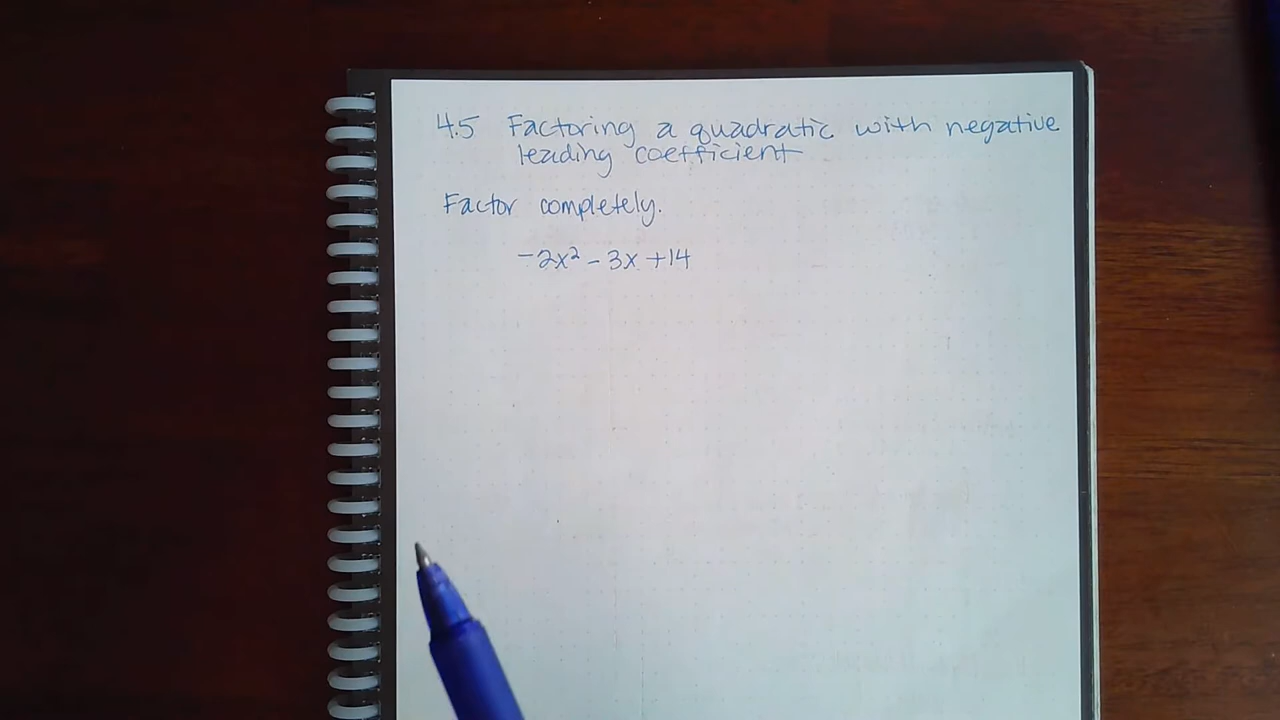 4.5 Factoring a quadratic with negative
leading coefficient
Factor completely.
-2x² - 3x + 14